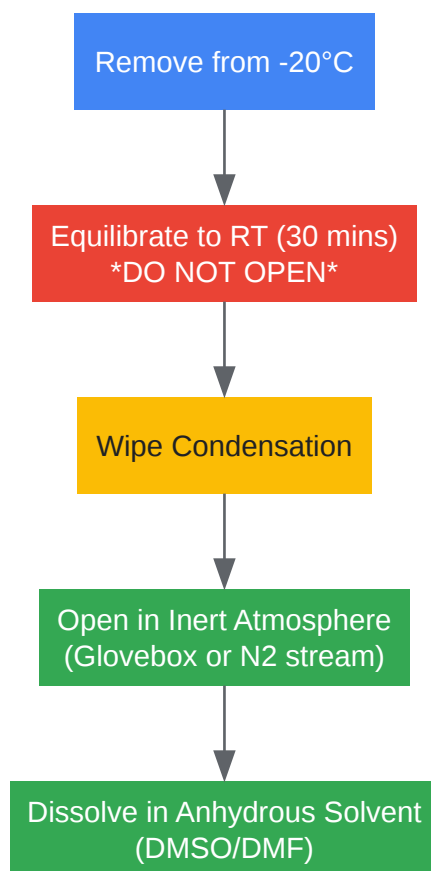 Remove from -20°C
Equilibrate to RT (30 mins)
*DO NOT OPEN*
Wipe Condensation
Open in Inert Atmosphere
(Glovebox or N2 stream)
Dissolve in Anhydrous Solvent
(DMSO/DMF)